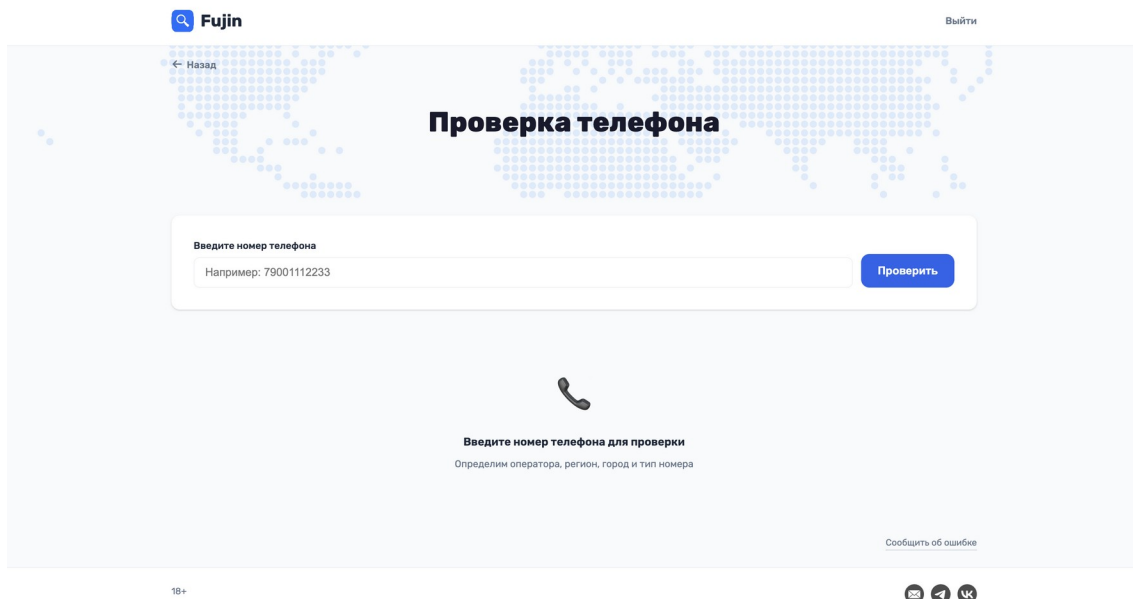 Fujin
Выйти
← Назад
Проверка телефона
Введите номер телефона
Например: 79001112233
Проверить
Введите номер телефона для проверки
Определим оператора, регион, город и тип номера
Сообщить об ошибке
18+